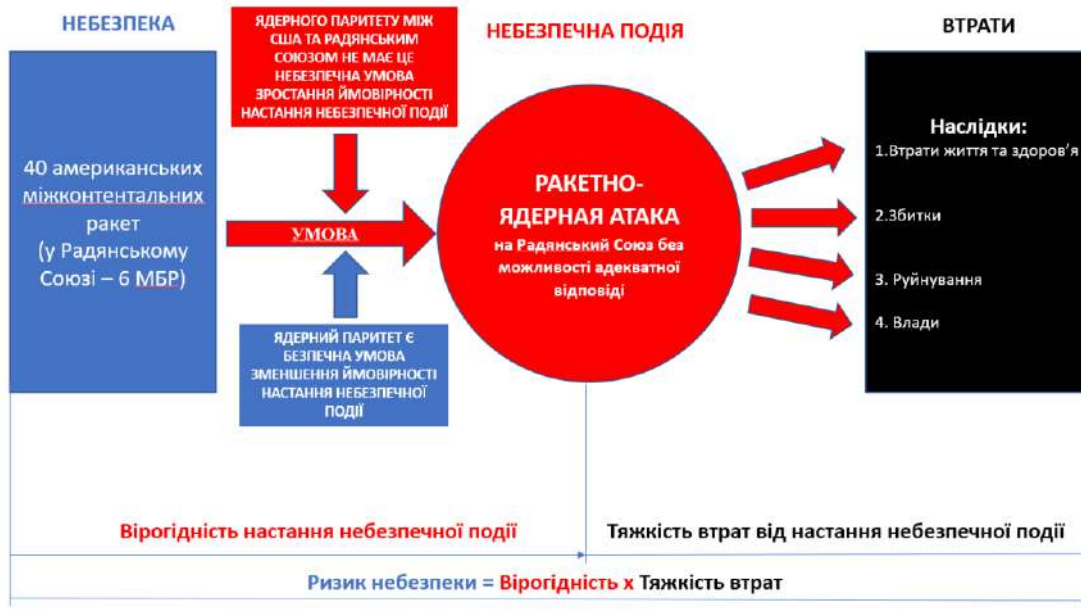 НЕБЕЗПЕКА
40 американських
міжконтентальних
ракет
(у Радянському
Союзі – 6 МБР)
ЯДЕРНОГО ПАРИТЕТУ МІЖ
США ТА РАДЯНСЬКИМ
СОЮЗОМ НЕ МАЄ ЦЕ
НЕБЕЗПЕЧНА УМОВА
ЗРОСТАННЯ ЙМОВІРНОСТІ
НАСТАННЯ НЕБЕЗПЕЧНОЇ ПОДІЇ
УМОВА
ЯДЕРНИЙ ПАРИТЕТ Є
БЕЗПЕЧНА УМОВА
ЗМЕНШЕННЯ ЙМОВІРНОСТІ
НАСТАННЯ НЕБЕЗПЕЧНОЇ
ПОДІЇ
НЕБЕЗПЕЧНА ПОДІЯ
РАКЕТНО-
ЯДЕРНАЯ АТАКА
на Радянський Союз без
можливості адекватної
відповіді
ВТРАТИ
Наслідки:
1.Втрати життя та здоров'я
2.Збитки
3. Руйнування
4. Влади
Вірогідність настання небезпечної події
Тяжкість втрат від настання небезпечної події
Ризик небезпеки = Вірогідність х Тяжкість втрат